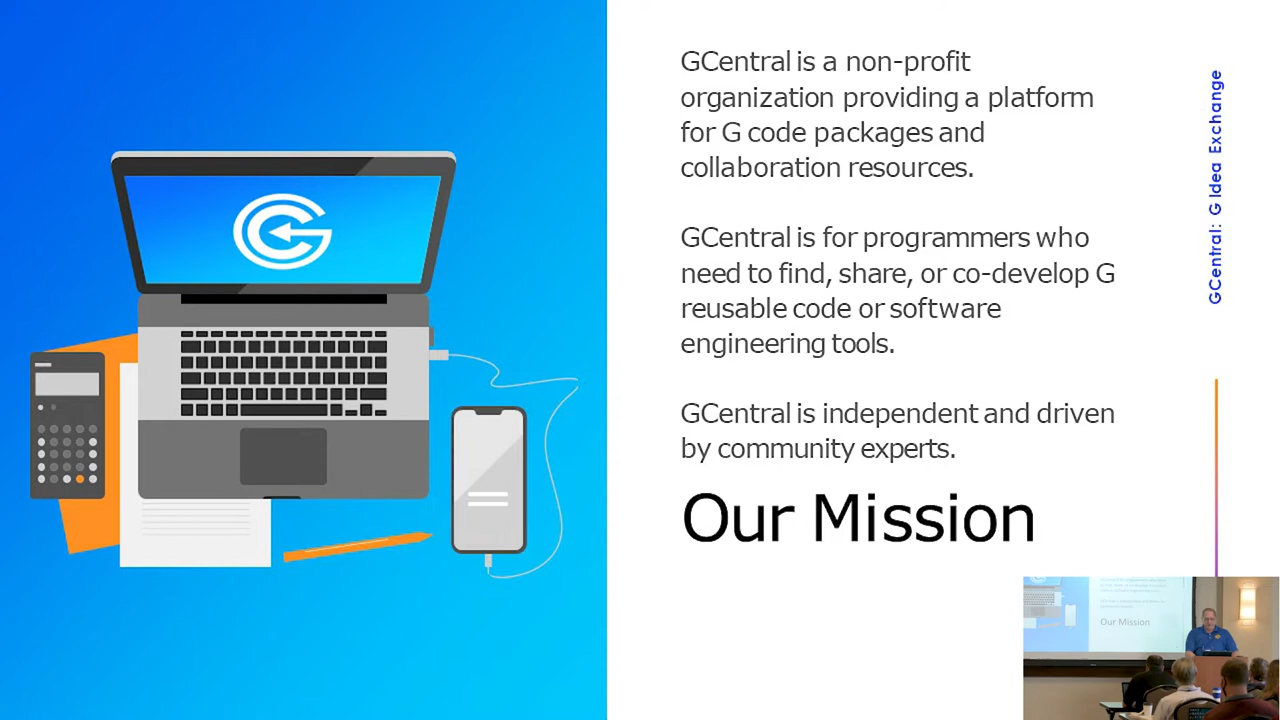 GCentral is a non-profit
organization providing a platform
for G code packages and
collaboration resources.
GCentral is for programmers who
need to find, share, or co-develop G
reusable code or software
engineering tools.
GCentral is independent and driven
by community experts.
Our Mission
GCentral: G Idea Exchange
Our Mission